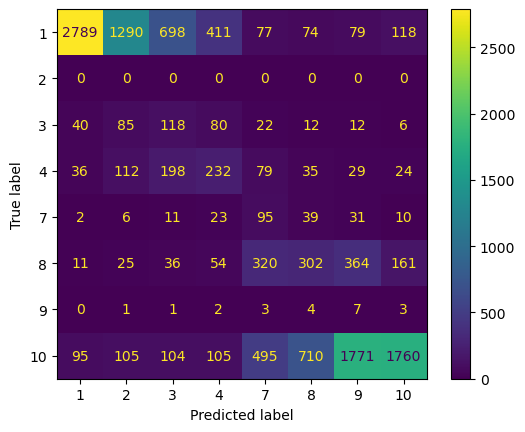 1 2789 1290 698 411 77 74 79 118
2 0 0 0 0 0 0 0 0
3 40 85 118 80 22 12 12 6
4 36 112 198 232 79 35 29 24
7 2 6 11 23 95 39 31 10
8 11 25 36 54 320 302 364 161
9 0 1 1 2 3 4 7 3
10 95 105 104 105 495 710 1771 1760
1 2 3 4 7 8 9 10
Predicted label
True label
2500
2000
1500
1000
500
0